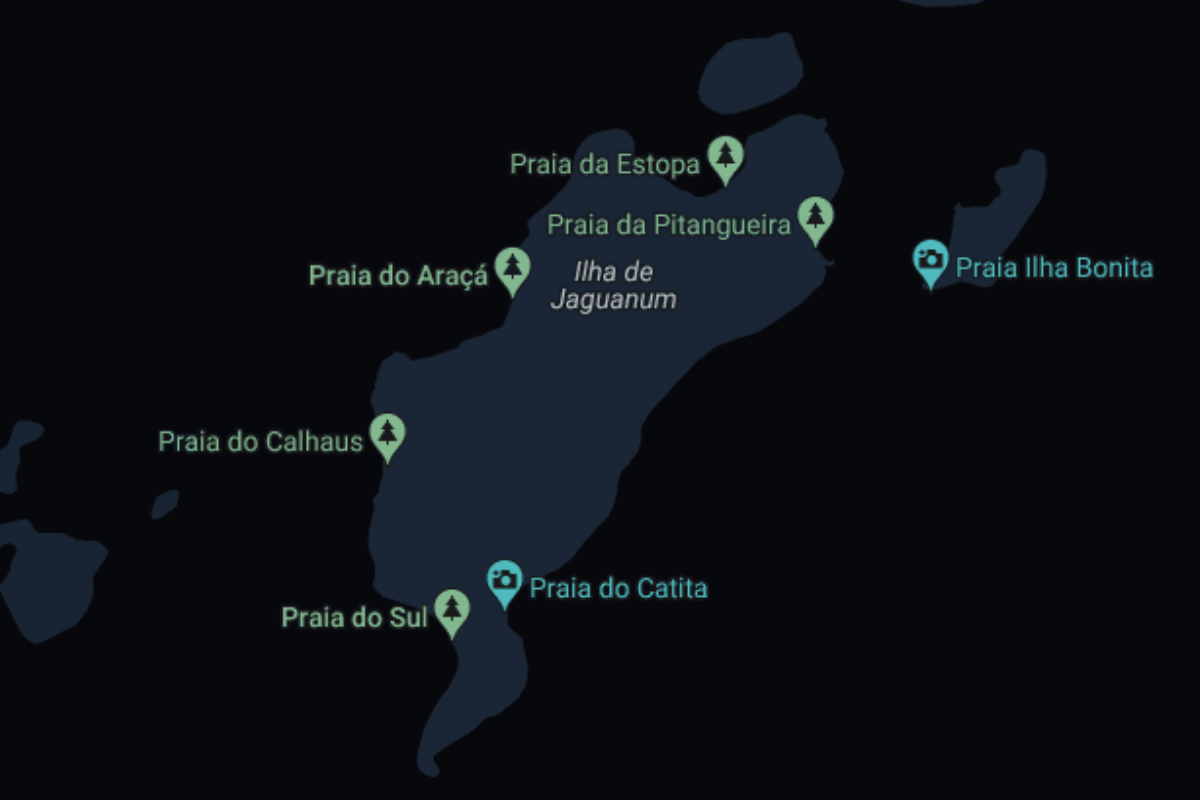 Praia da Estopa
Praia da Pitangueira
Praia do Araçá
Ilha de
Jaguanum
Praia Ilha Bonita
Praia do Calhaus
Praia do Catita
Praia do Sul